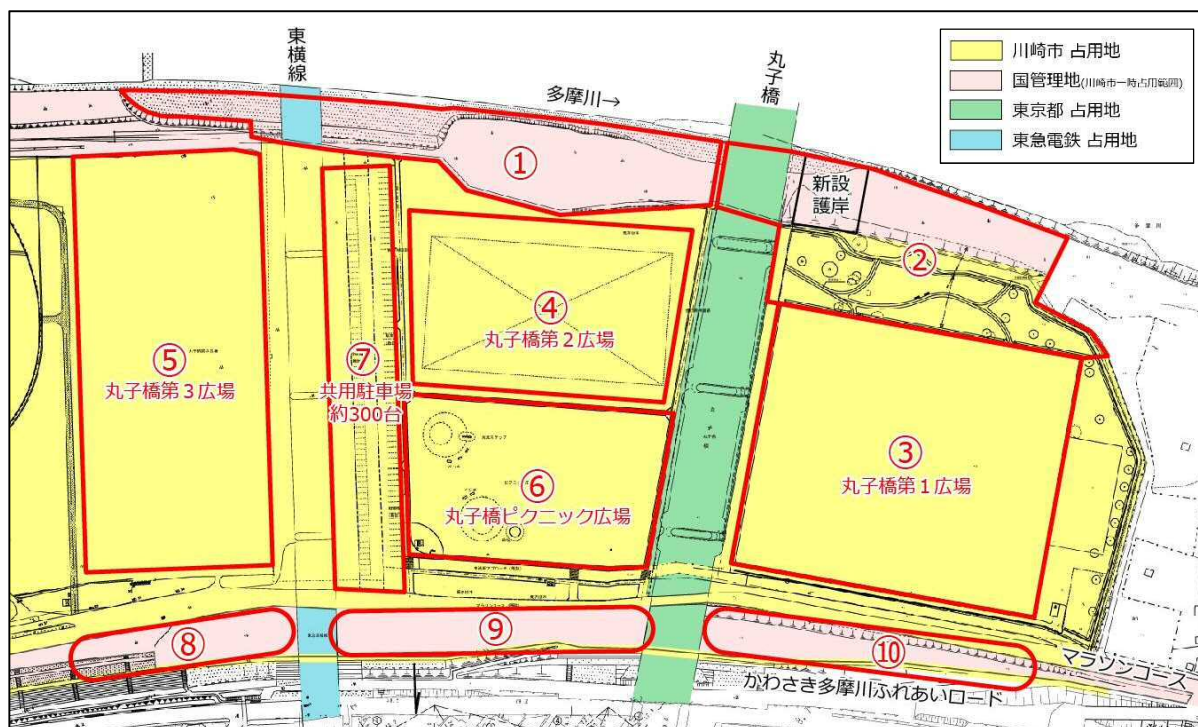 東横線
多摩川→
丸子橋
川崎市 占用地
国管理地(川崎市一時占用範囲)
東京都 占用地
東急電鉄 占用地
①
新設
護岸
②
④
丸子橋第２広場
⑤
丸子橋第３広場
⑦
共用駐車場
約300台
③
丸子橋第１広場
⑥
丸子橋ピクニック広場
⑧
⑨
⑩
マラソンコース
かわさき多摩川ふれあいロード